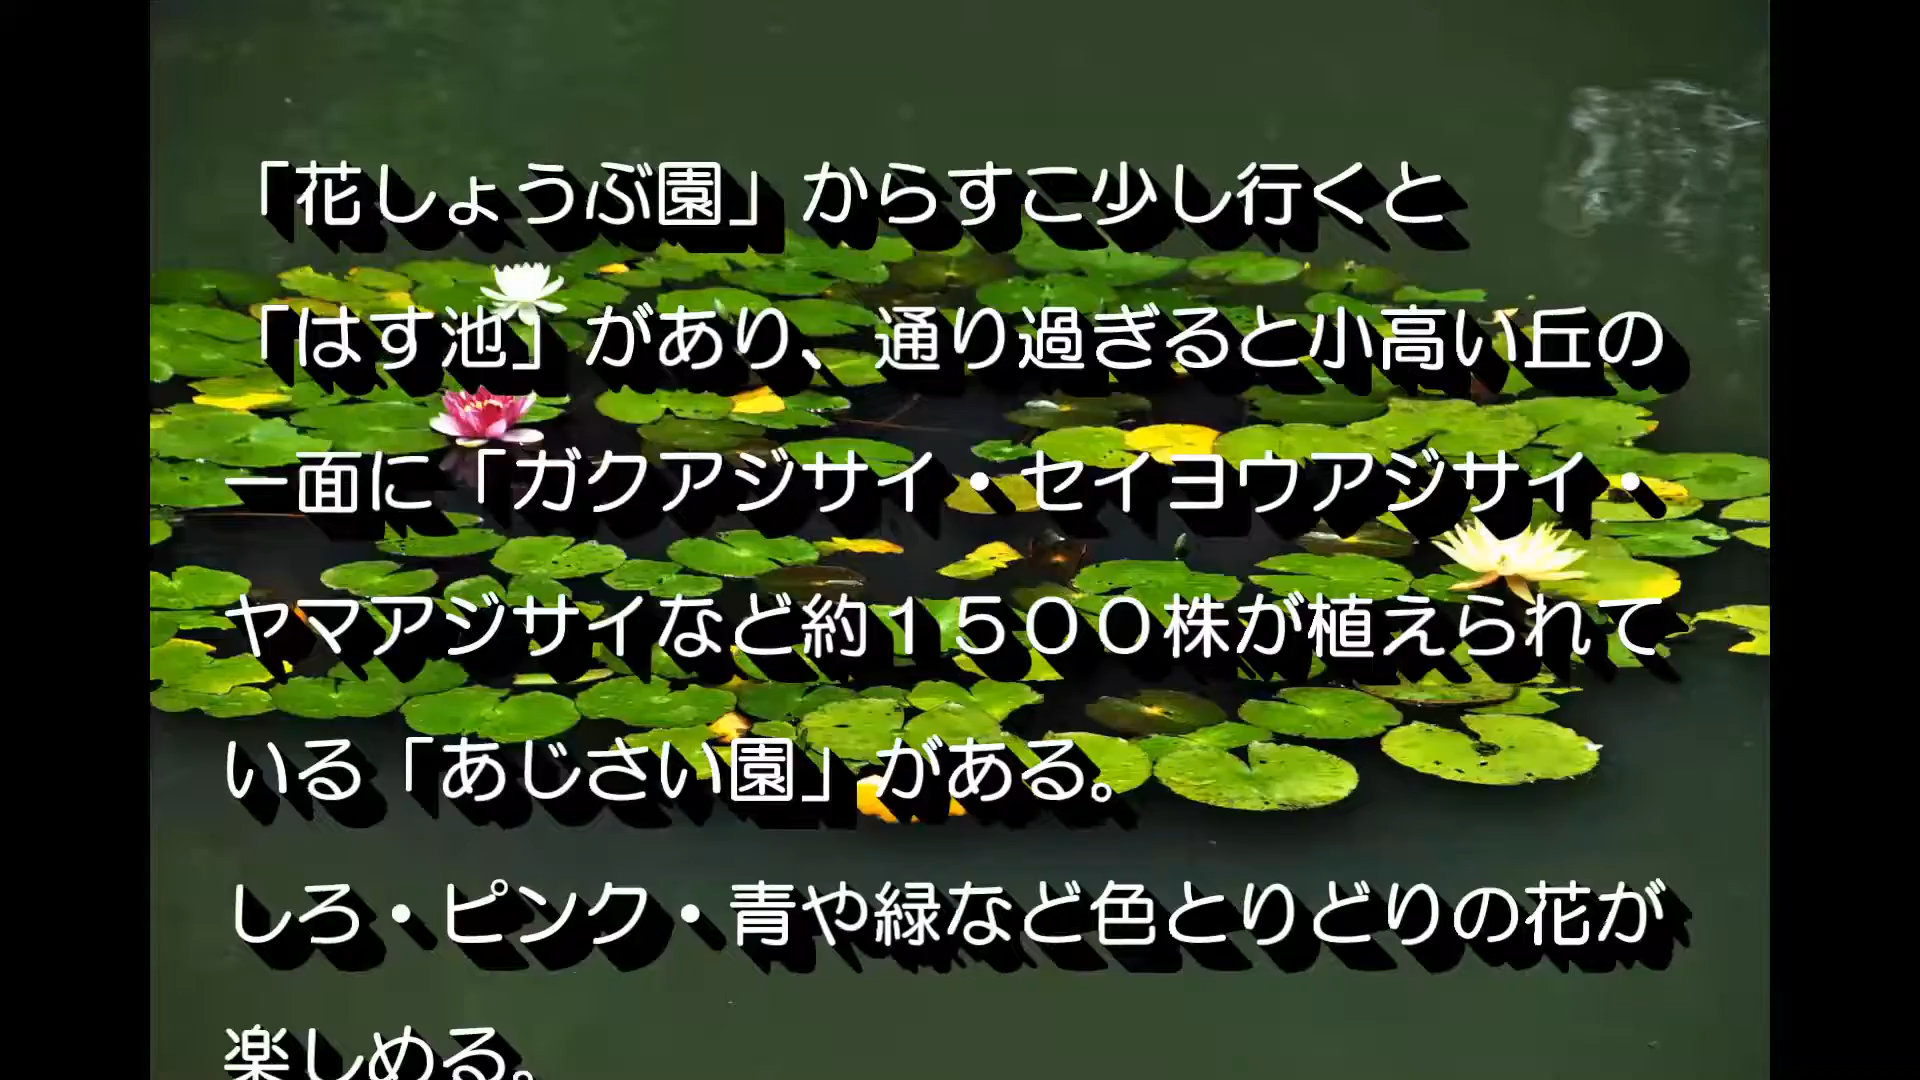 「花しょうぶ園」からすこ少し行くと
「はす池」があり、通り過ぎると小高い丘の
一面に「ガクアジサイ・セイヨウアジサイ・
ヤマアジサイなど約１５００株が植えられて
いる「あじさい園」がある。
しろ・ピンク・青や緑など色とりどりの花が
楽しめる。